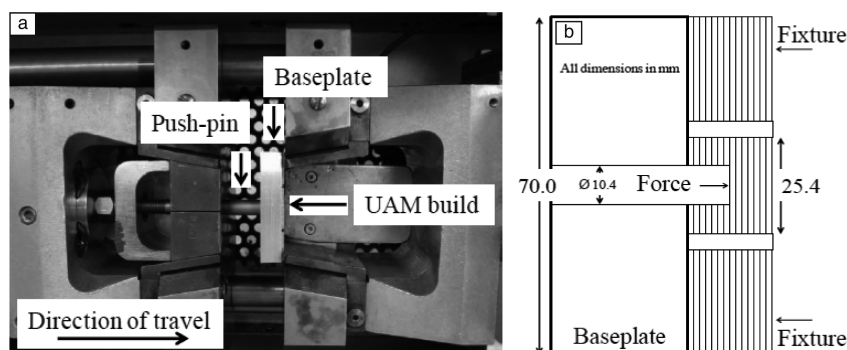 a
Baseplate
Push-pin
UAM build
Direction of travel
b
Fixture
All dimensions in mm
70.0
Ø 10.4
Force
25.4
Baseplate
Fixture